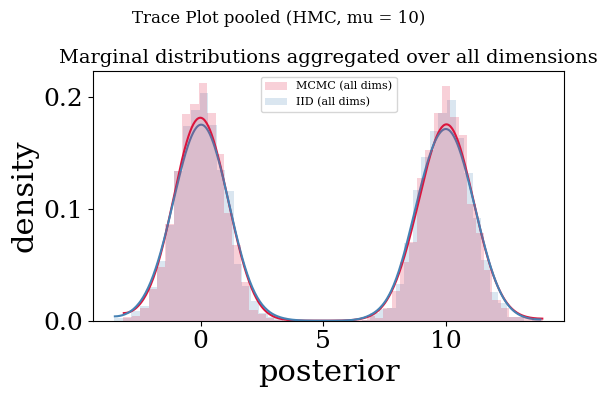 Trace Plot pooled (HMC, mu = 10)
Marginal distributions aggregated over all dimensions
MCMC (all dims)
IID (all dims)
density
0.2
0.1
0.0
0 5 10
posterior